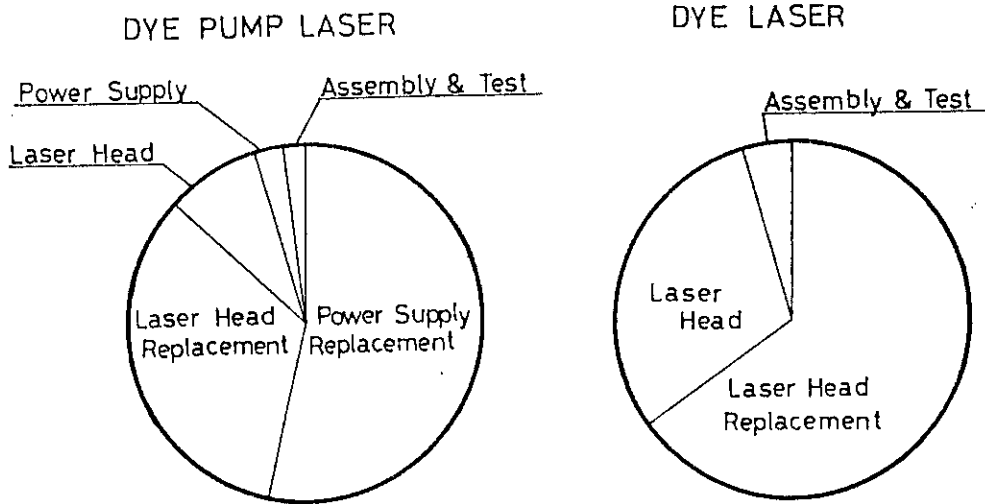 DYE PUMP LASER
Power Supply
Assembly & Test
Laser Head
Laser Head
Replacement
Power Supply
Replacement
DYE LASER
Assembly & Test
Laser
Head
Laser Head
Replacement